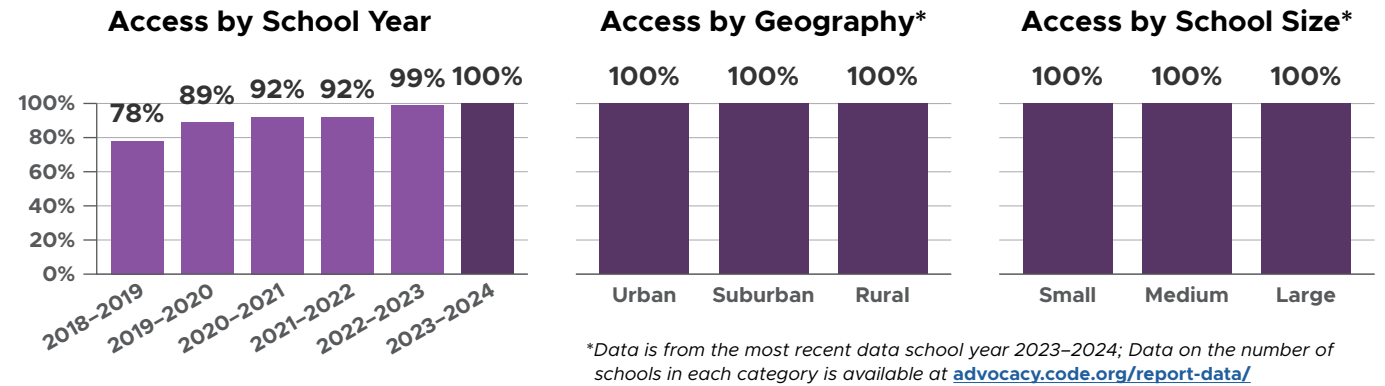 Access by School Year
78%
89%
92%
92%
99%
100%
100%
80%
60%
40%
20%
0%
2018–2019
2019–2020
2020–2021
2021–2022
2022–2023
2023–2024
Access by Geography*
100%
100%
100%
Urban
Suburban
Rural
Access by School Size*
100%
100%
100%
Small
Medium
Large
*Data is from the most recent data school year 2023–2024; Data on the number of
schools in each category is available at advocacy.code.org/report-data/